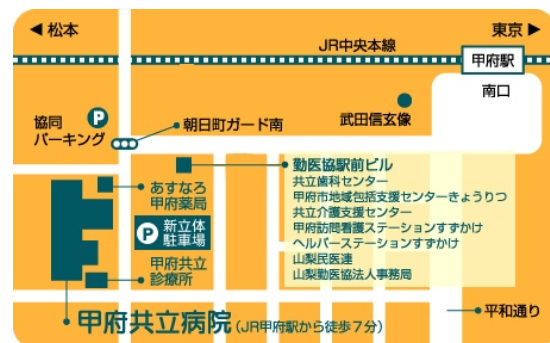 ◀松本
東京▶
JR中央本線
甲府駅
南口
協同
パーキング
P
朝日町ガード南
武田信玄像
あすなろ
甲府薬局
P 新立体
駐車場
甲府共立
診療所
勤医協駅前ビル
共立歯科センター
甲府市地域包括支援センターきょうりつ
共立介護支援センター
甲府訪問看護ステーションすずかけ
ヘルパーステーションすずかけ
山梨民医連
山梨勤医協法人事務局
平和通り
甲府共立病院(JR甲府駅から徒歩7分)